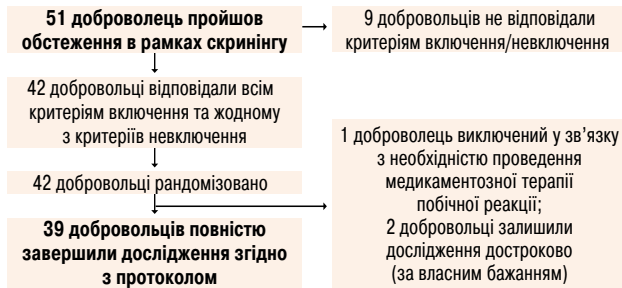 51 доброволець пройшов
обстеження в рамках скринінгу
9 добровольців не відповідали
критеріям включення/невключення
42 добровольці відповідали всім
критеріям включення та жодному
з критеріїв невключення
42 добровольці рандомізовано
1 доброволець виключений у зв’язку
з необхідністю проведення
медикаментозної терапії
побічної реакції;
2 добровольці залишили
дослідження достроково
(за власним бажанням)
39 добровольців повністю
завершили дослідження згідно
з протоколом